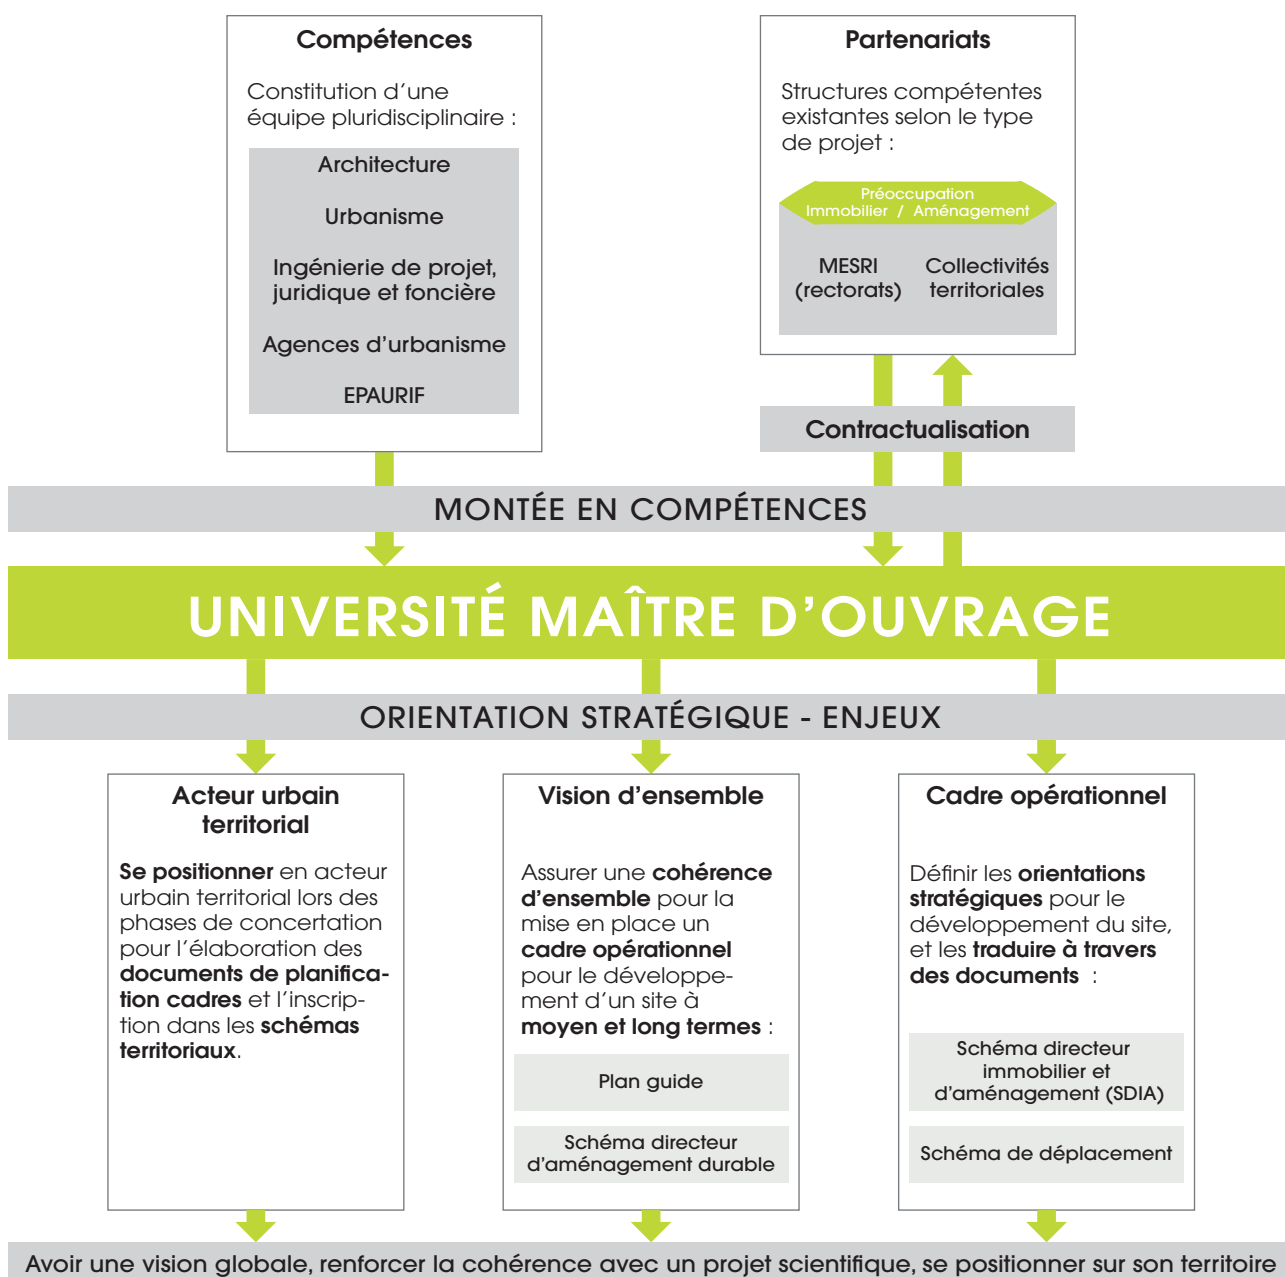 Compétences
Constitution d’une
équipe pluridisciplinaire :
Architecture
Urbanisme
Ingénierie de projet,
juridique et foncière
Agences d’urbanisme
EPAURIF
Partenariats
Structures compétentes
existantes selon le type
de projet :
Préoccupation
Immobilier / Aménagement
MESRI
(rectorats)
Collectivités
territoriales
Contractualisation
MONTÉE EN COMPÉTENCES
UNIVERSITÉ MAÎTRE D’OUVRAGE
ORIENTATION STRATÉGIQUE - ENJEUX
Acteur urbain
territorial
Se positionner en acteur
urbain territorial lors des
phases de concertation
pour l’élaboration des
documents de planifica-
tion cadres et l’inscrip-
tion dans les schémas
territoriaux.
Vision d’ensemble
Assurer une cohérence
d’ensemble pour la
mise en place un
cadre opérationnel
pour le développe-
ment d’un site à
moyen et long termes :
Plan guide
Schéma directeur
d’aménagement durable
Cadre opérationnel
Définir les orientations
stratégiques pour le
développement du site,
et les traduire à travers
des documents :
Schéma directeur
immobilier et
d’aménagement (SDIA)
Schéma de déplacement
Avoir une vision globale, renforcer la cohérence avec un projet scientifique, se positionner sur son territoire